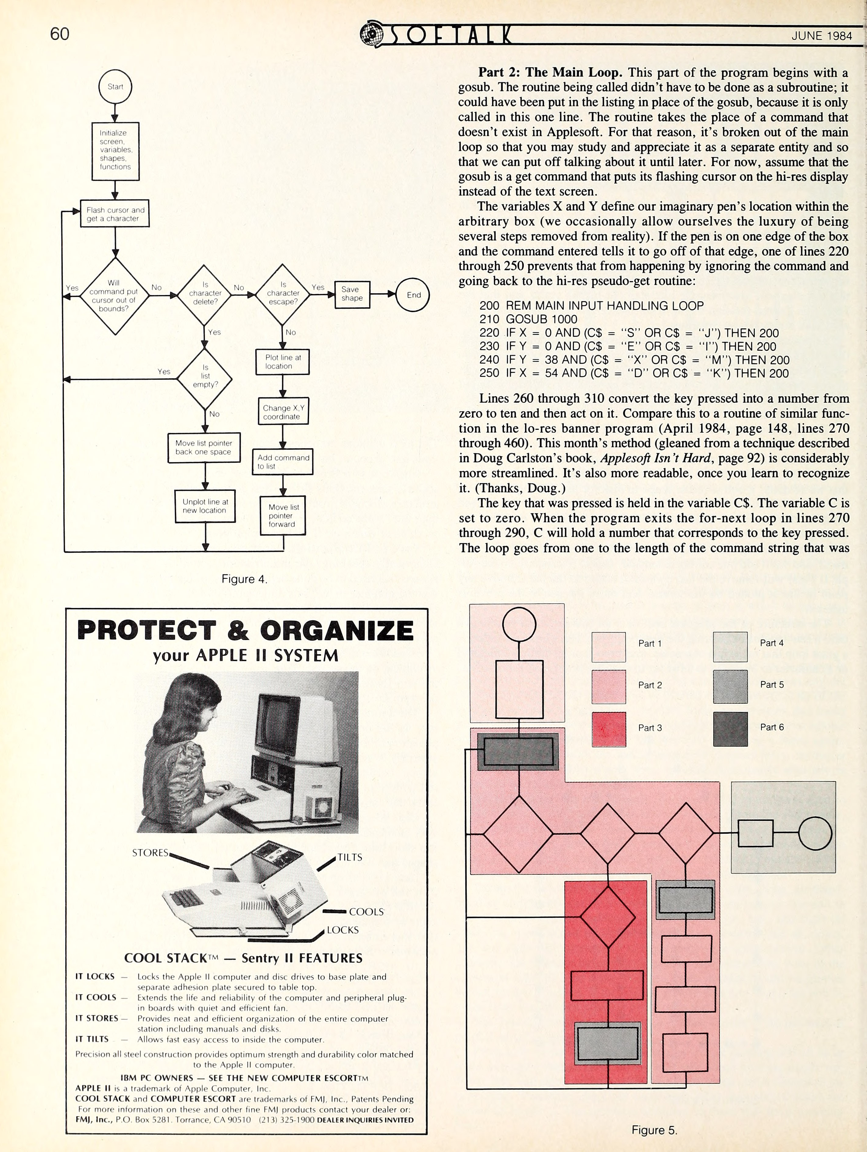 60
SOFTALK
JUNE 1984
Start
Initialize
screen,
variables,
shapes,
functions
Flash cursor and
get a character
Will
command put
cursor out of
bounds?
Yes
No
Is
character
delete?
No
Is
character
escape?
Yes
Save
shape
End
Yes
No
Is
list
empty?
Yes
No
Plot line at
location
Change X,Y
coordinate
Move list pointer
back one space
Add command
to list
Unplot line at
new location
Move list
pointer
forward
Figure 4.
Part 2: The Main Loop. This part of the program begins with a
gosub. The routine being called didn't have to be done as a subroutine; it
could have been put in the listing in place of the gosub, because it is only
called in this one line. The routine takes the place of a command that
doesn't exist in Applesoft. For that reason, it's broken out of the main
loop so that you may study and appreciate it as a separate entity and so
that we can put off talking about it until later. For now, assume that the
gosub is a get command that puts its flashing cursor on the hi-res display
instead of the text screen.
The variables X and Y define our imaginary pen's location within the
arbitrary box (we occasionally allow ourselves the luxury of being
several steps removed from reality). If the pen is on one edge of the box
and the command entered tells it to go off of that edge, one of lines 220
through 250 prevents that from happening by ignoring the command and
going back to the hi-res pseudo-get routine:
200 REM MAIN INPUT HANDLING LOOP
210 GOSUB 1000
220 IF X = 0 AND (C$ = "S" OR C$ = "J") THEN 200
230 IF Y = 0 AND (C$ = "E" OR C$ = "I") THEN 200
240 IF Y = 38 AND (C$ = "X" OR C$ = "M") THEN 200
250 IF X = 54 AND (C$ = "D" OR C$ = "K") THEN 200
Lines 260 through 310 convert the key pressed into a number from
zero to ten and then act on it. Compare this to a routine of similar func-
tion in the lo-res banner program (April 1984, page 148, lines 270
through 460). This month's method (gleaned from a technique described
in Doug Carlston's book, Applesoft Isn't Hard, page 92) is considerably
more streamlined. It's also more readable, once you learn to recognize
it. (Thanks, Doug.)
The key that was pressed is held in the variable C$. The variable C is
set to zero. When the program exits the for-next loop in lines 270
through 290, C will hold a number that corresponds to the key pressed.
The loop goes from one to the length of the command string that was
PROTECT & ORGANIZE
your APPLE II SYSTEM
STORES
TILTS
COOLS
LOCKS
COOL STACK™ — Sentry II FEATURES
IT LOCKS — Locks the Apple II computer and disc drives to base plate and
separate adhesion plate secured to table top.
IT COOLS — Extends the life and reliability of the computer and peripheral plug-
in boards with quiet and efficient fan.
IT STORES — Provides neat and efficient organization of the entire computer
station including manuals and disks.
IT TILTS — Allows fast easy access to inside the computer.
Precision all steel construction provides optimum strength and durability color matched
to the Apple II computer.
IBM PC OWNERS — SEE THE NEW COMPUTER ESCORT™
APPLE II is a trademark of Apple Computer, Inc.
COOL STACK and COMPUTER ESCORT are trademarks of FMJ, Inc., Patents Pending
For more information on these and other fine FMJ products contact your dealer or:
FMJ, Inc., P.O. Box 5281. Torrance, CA 90510 (213) 325-1900 DEALER INQUIRIES INVITED
Part 1
Part 4
Part 2
Part 5
Part 3
Part 6
Figure 5.